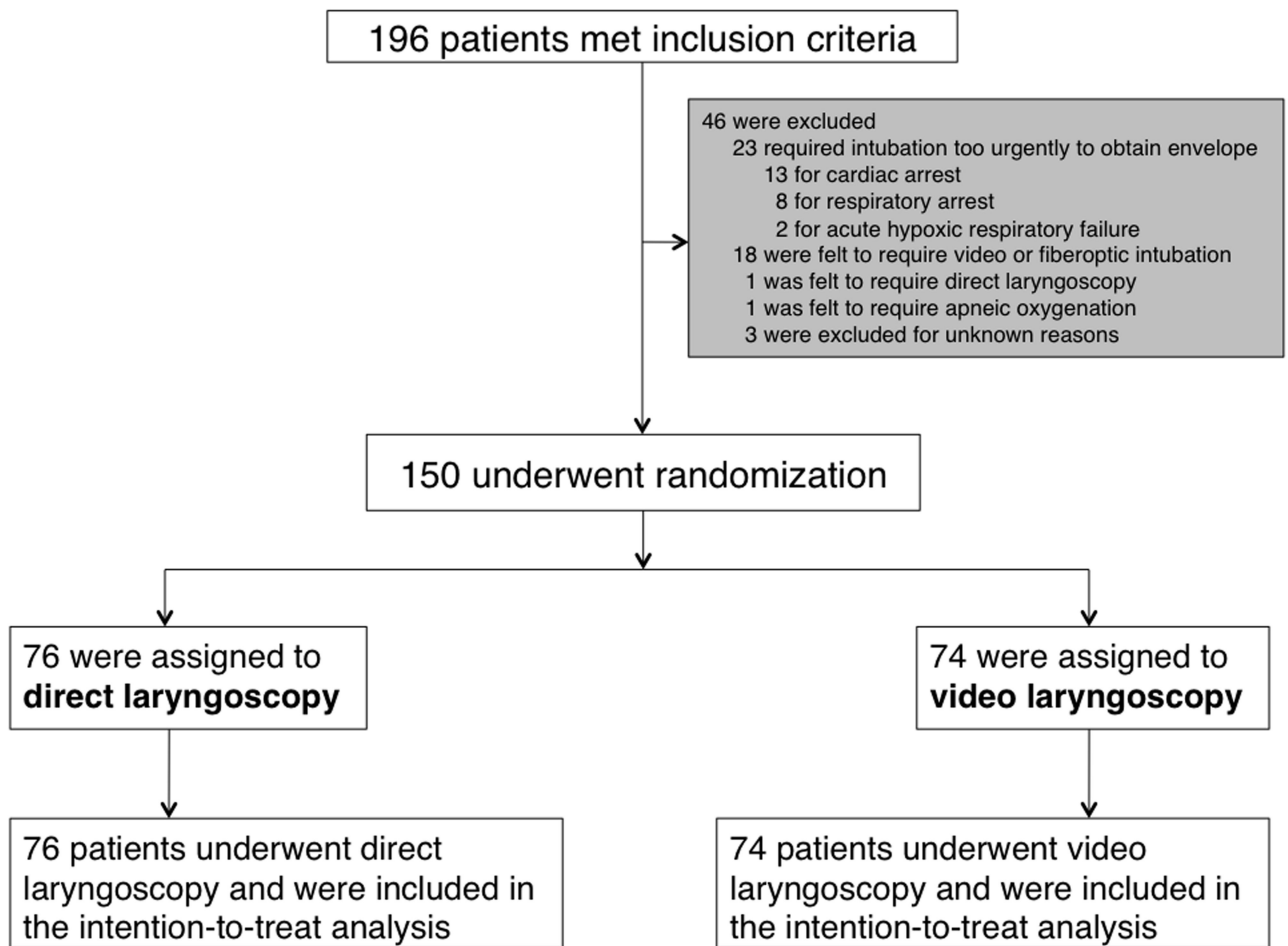 196 patients met inclusion criteria
46 were excluded
23 required intubation too urgently to obtain envelope
13 for cardiac arrest
8 for respiratory arrest
2 for acute hypoxic respiratory failure
18 were felt to require video or fiberoptic intubation
1 was felt to require direct laryngoscopy
1 was felt to require apneic oxygenation
3 were excluded for unknown reasons
150 underwent randomization
76 were assigned to
direct laryngoscopy
74 were assigned to
video laryngoscopy
76 patients underwent direct
laryngoscopy and were included in
the intention-to-treat analysis
74 patients underwent video
laryngoscopy and were included in
the intention-to-treat analysis